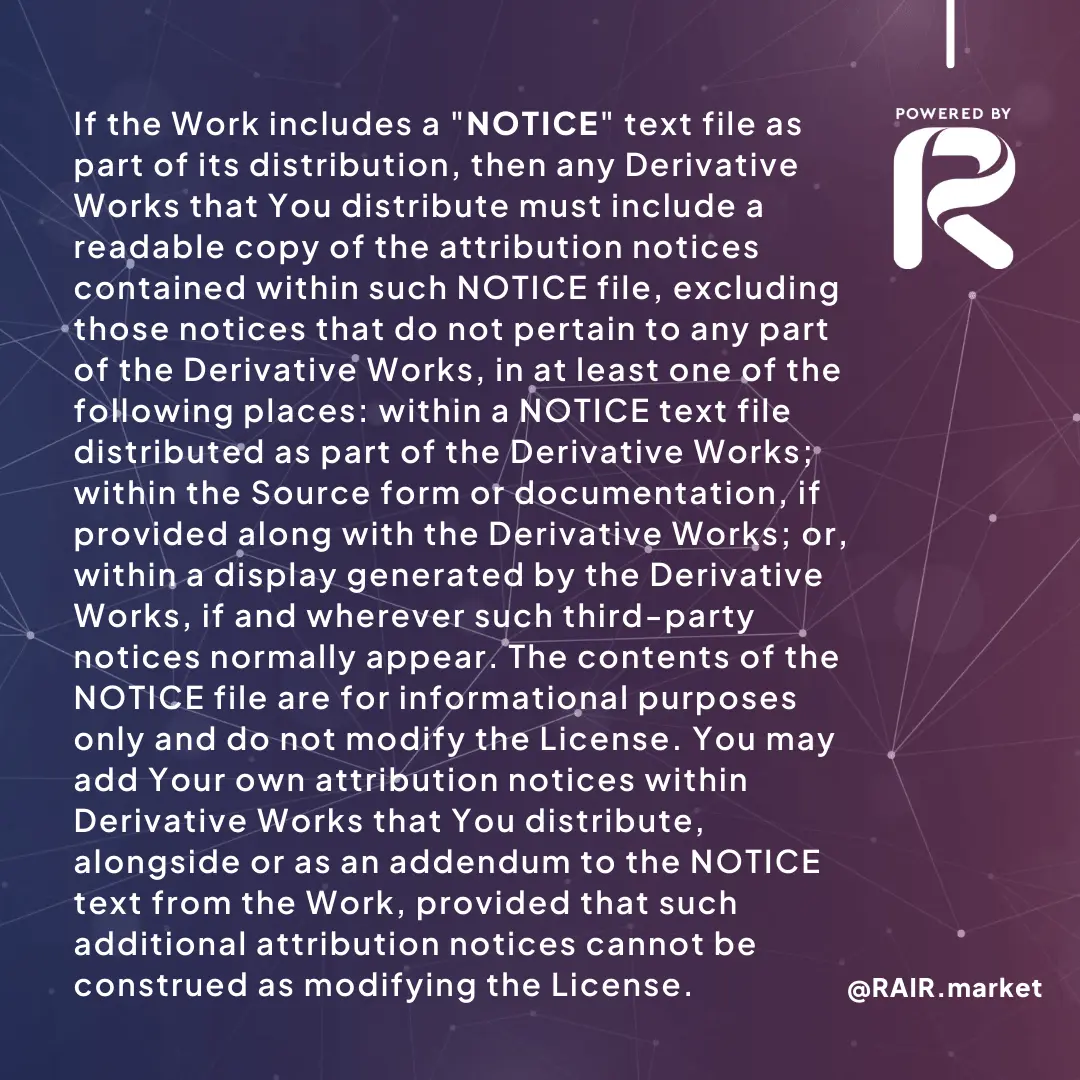 If the Work includes a "NOTICE" text file as
part of its distribution, then any Derivative
Works that You distribute must include a
readable copy of the attribution notices
contained within such NOTICE file, excluding
those notices that do not pertain to any part
of the Derivative Works, in at least one of the
following places: within a NOTICE text file
distributed as part of the Derivative Works;
within the Source form or documentation, if
provided along with the Derivative Works; or,
within a display generated by the Derivative
Works, if and wherever such third-party
notices normally appear. The contents of the
NOTICE file are for informational purposes
only and do not modify the License. You may
add Your own attribution notices within
Derivative Works that You distribute,
alongside or as an addendum to the NOTICE
text from the Work, provided that such
additional attribution notices cannot be
construed as modifying the License.
POWERED BY
R
@RAIR.market